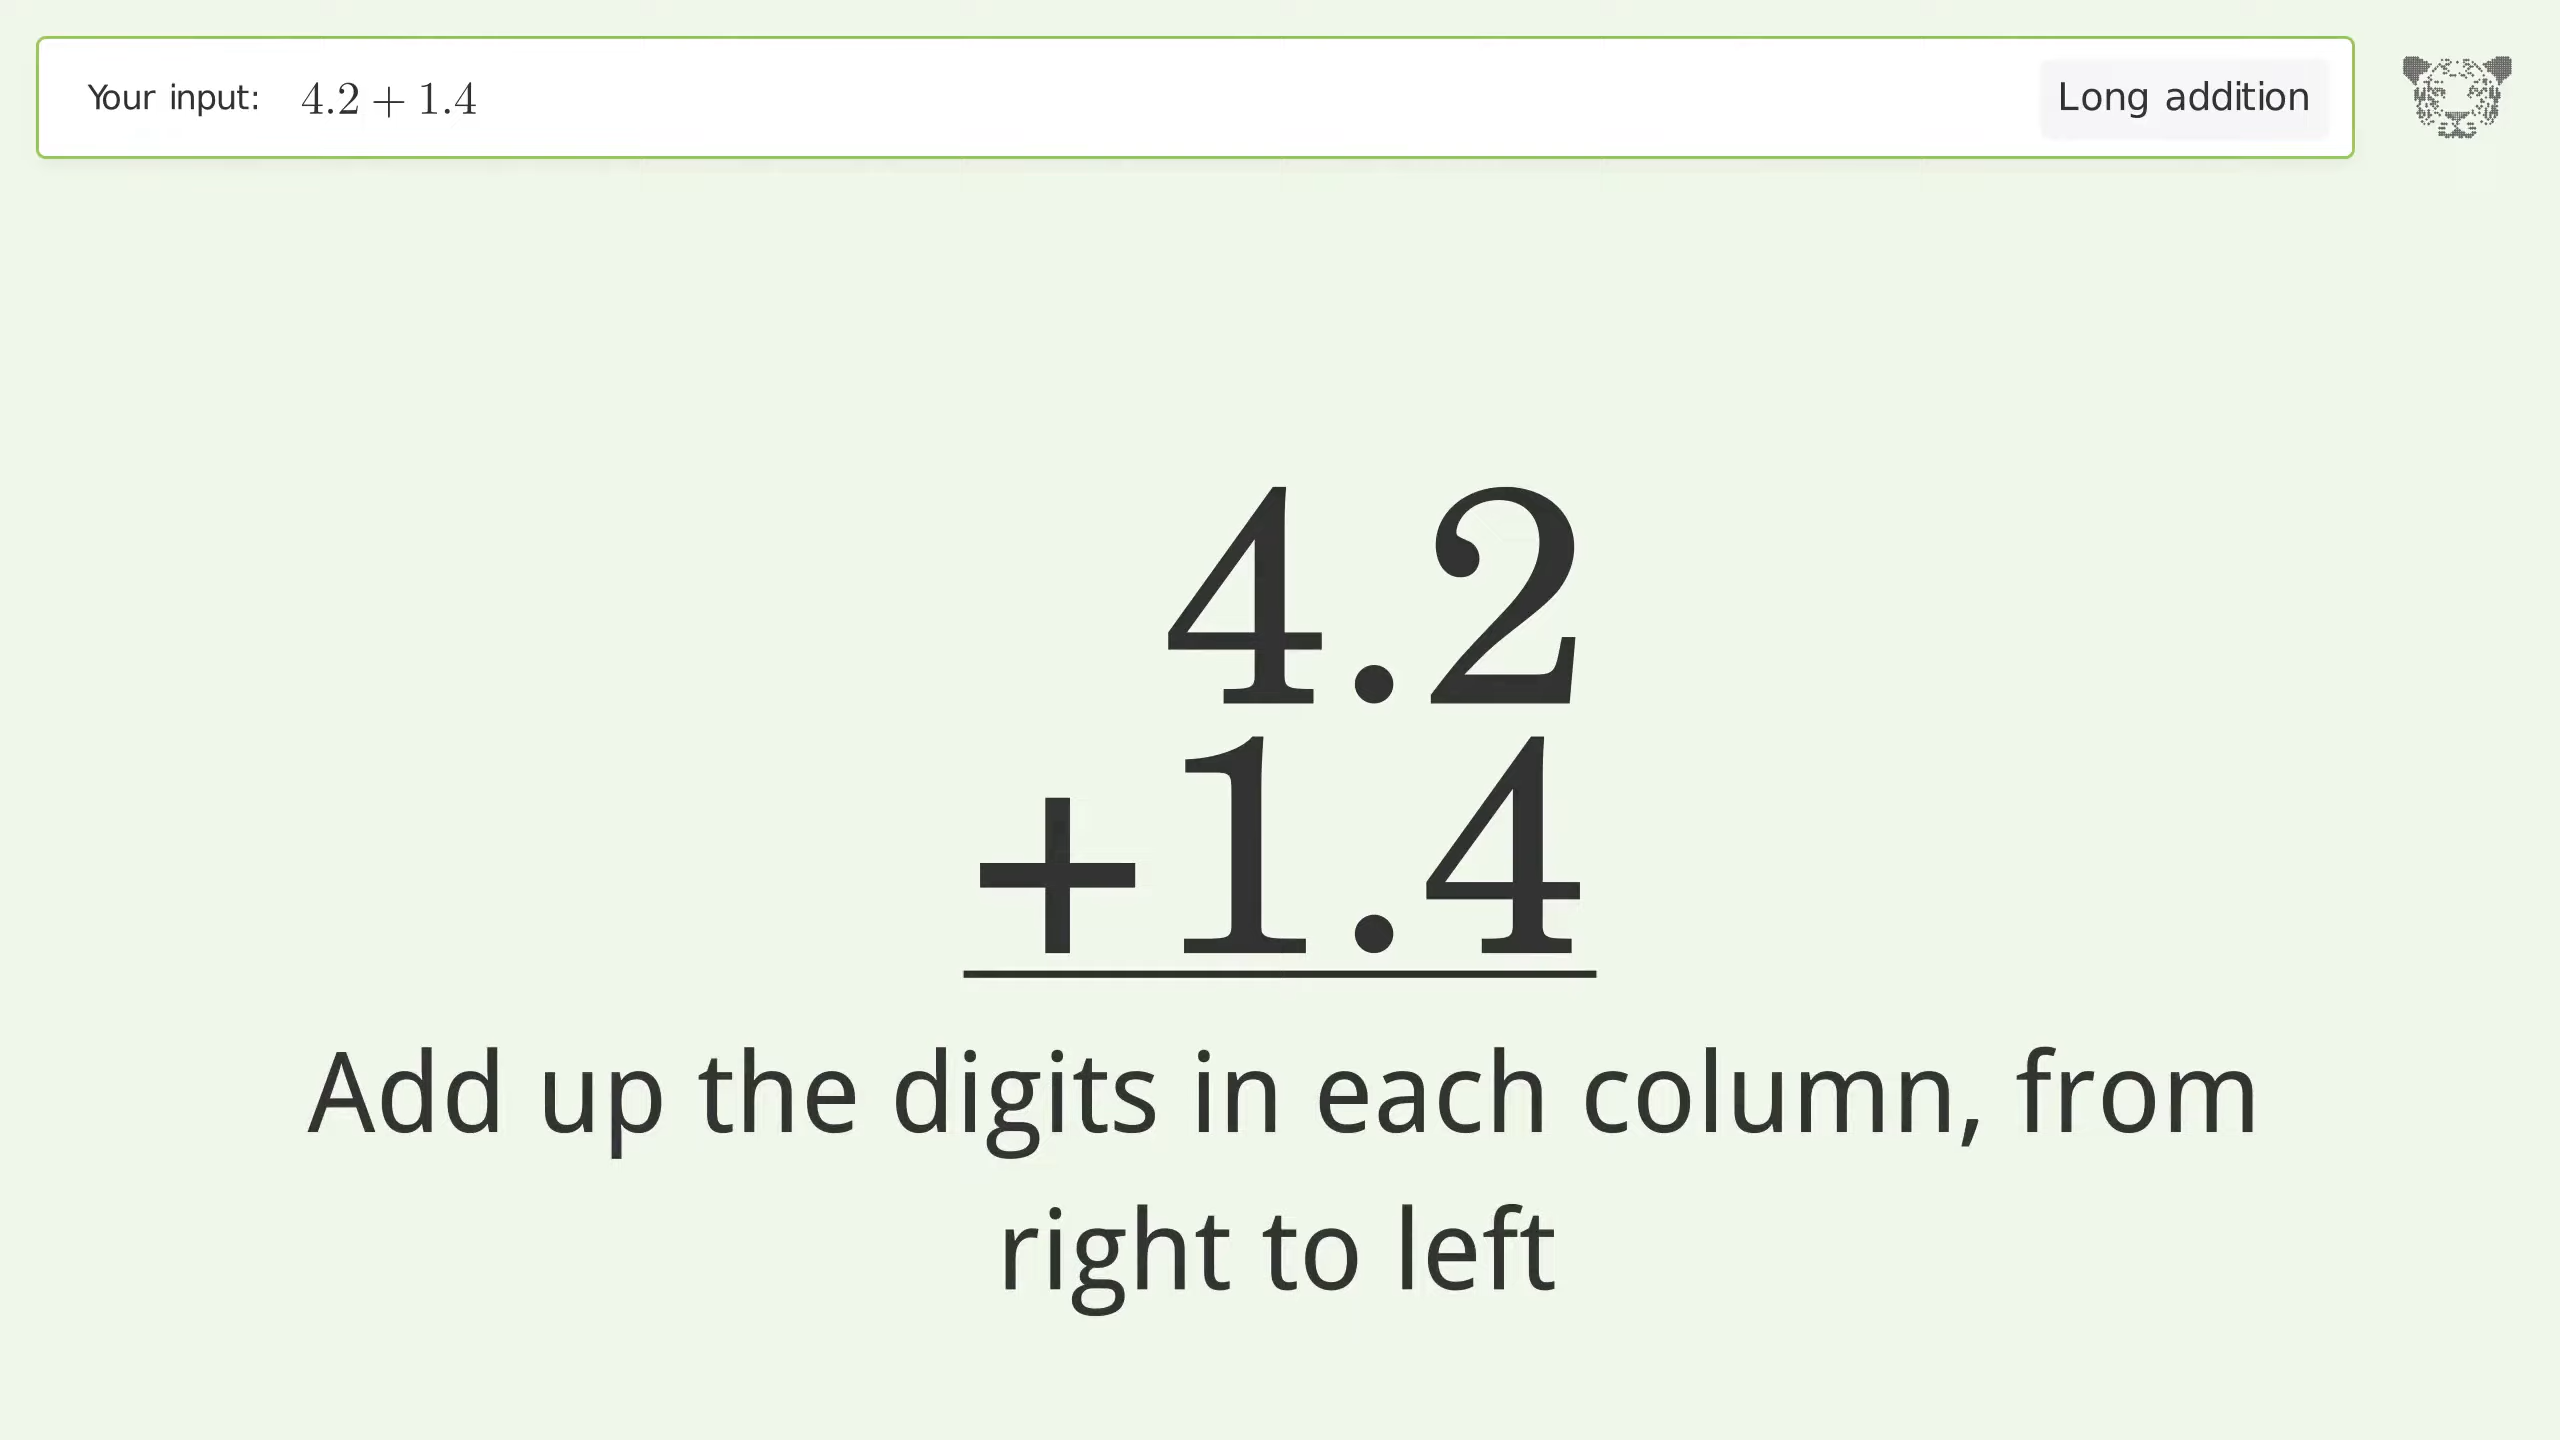 Your input: 4.2 + 1.4
Long addition
4.2
+1.4
Add up the digits in each column, from
right to left